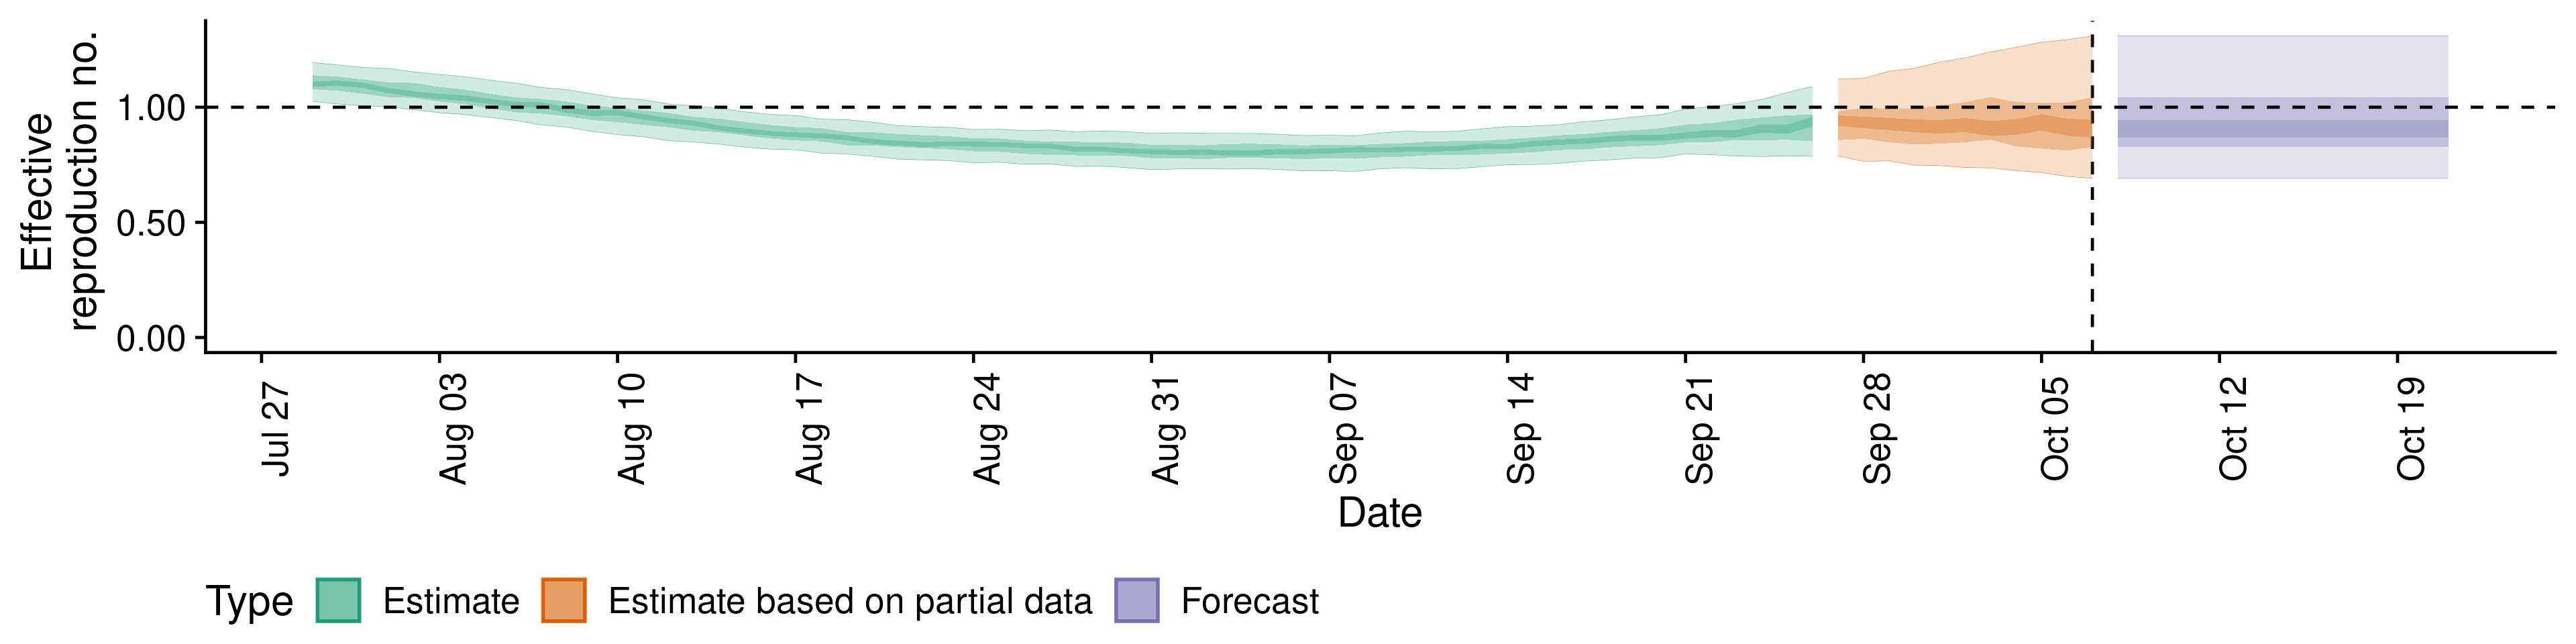 Effective
reproduction no.
1.00
0.50
0.00
Jul 27
Aug 03
Aug 10
Aug 17
Aug 24
Aug 31
Sep 07
Sep 14
Sep 21
Sep 28
Oct 05
Oct 12
Oct 19
Date
Type Estimate Estimate based on partial data Forecast